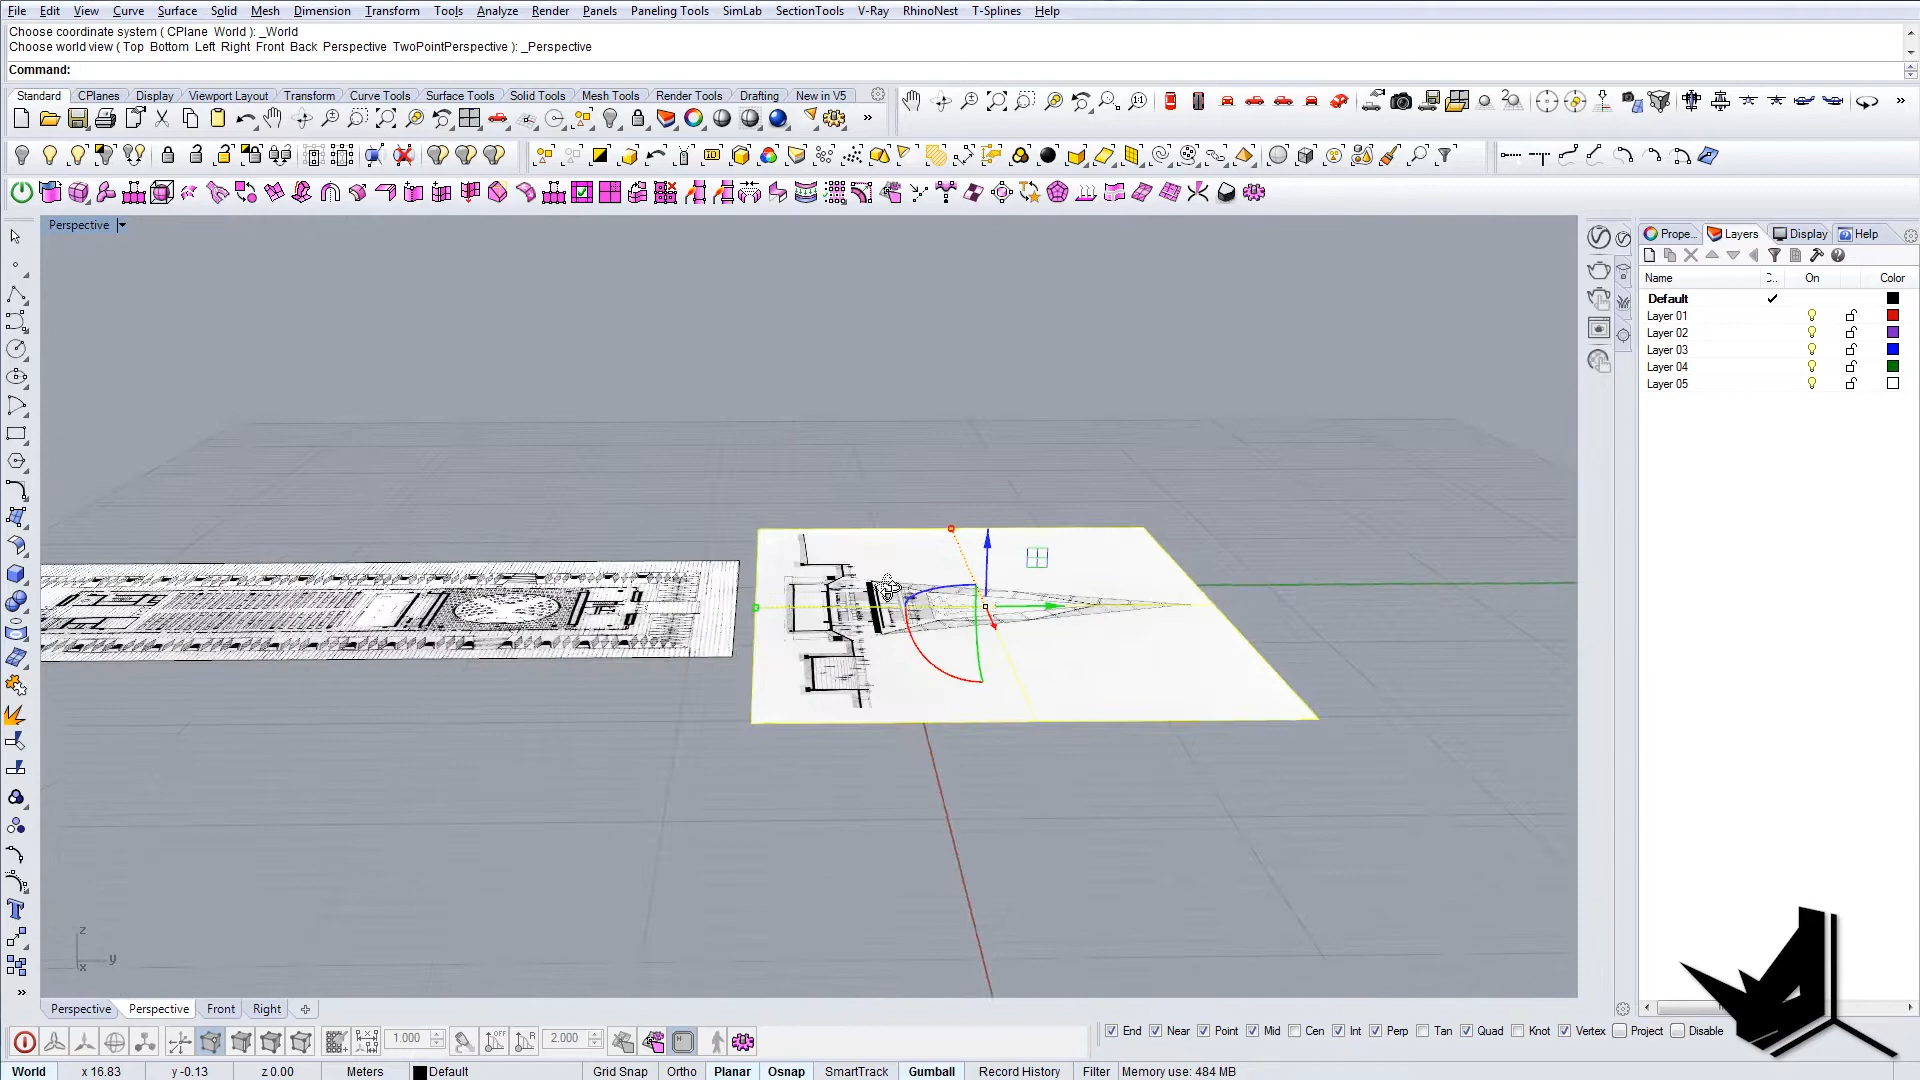 File Edit View Curve Surface Solid Mesh Dimension Transform Tools Analyze Render Panels Paneling Tools SimLab SectionTools V-Ray RhinoNest T-Splines Help
Choose coordinate system ( CPlane World ): _World
Choose world view ( Top Bottom Left Right Front Back Perspective TwoPointPerspective ): _Perspective
Command:
Standard CPlanes Display Viewport Layout Transform Curve Tools Surface Tools Solid Tools Mesh Tools Render Tools Drafting New in V5
Perspective
Prope... Layers Display Help
Name On Color
Default
Layer 01
Layer 02
Layer 03
Layer 04
Layer 05
z
x y
Perspective Perspective Front Right
1.000 2.000
End Near Point Mid Cen Int Perp Tan Quad Knot Vertex Project Disable
World x 16.83 y -0.13 z 0.00 Meters Default Grid Snap Ortho Planar Osnap SmartTrack Gumball Record History Filter Memory use: 484 MB